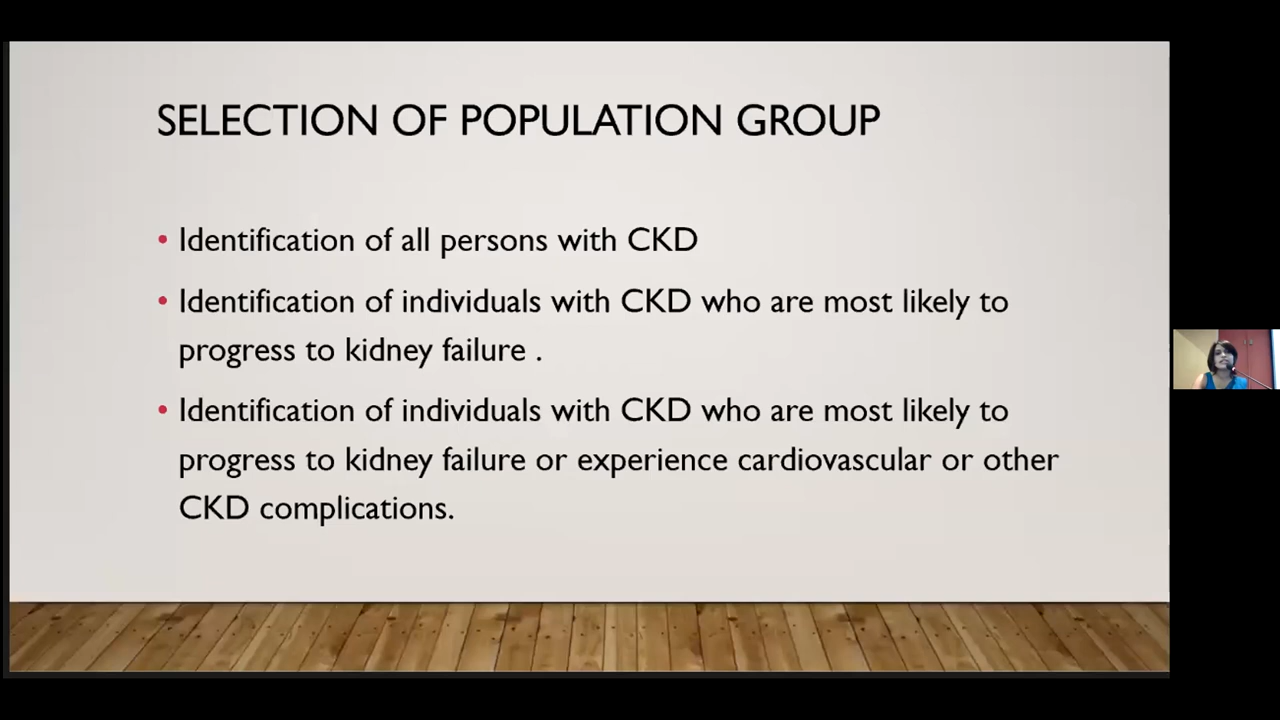 SELECTION OF POPULATION GROUP
• Identification of all persons with CKD
• Identification of individuals with CKD who are most likely to
progress to kidney failure .
• Identification of individuals with CKD who are most likely to
progress to kidney failure or experience cardiovascular or other
CKD complications.